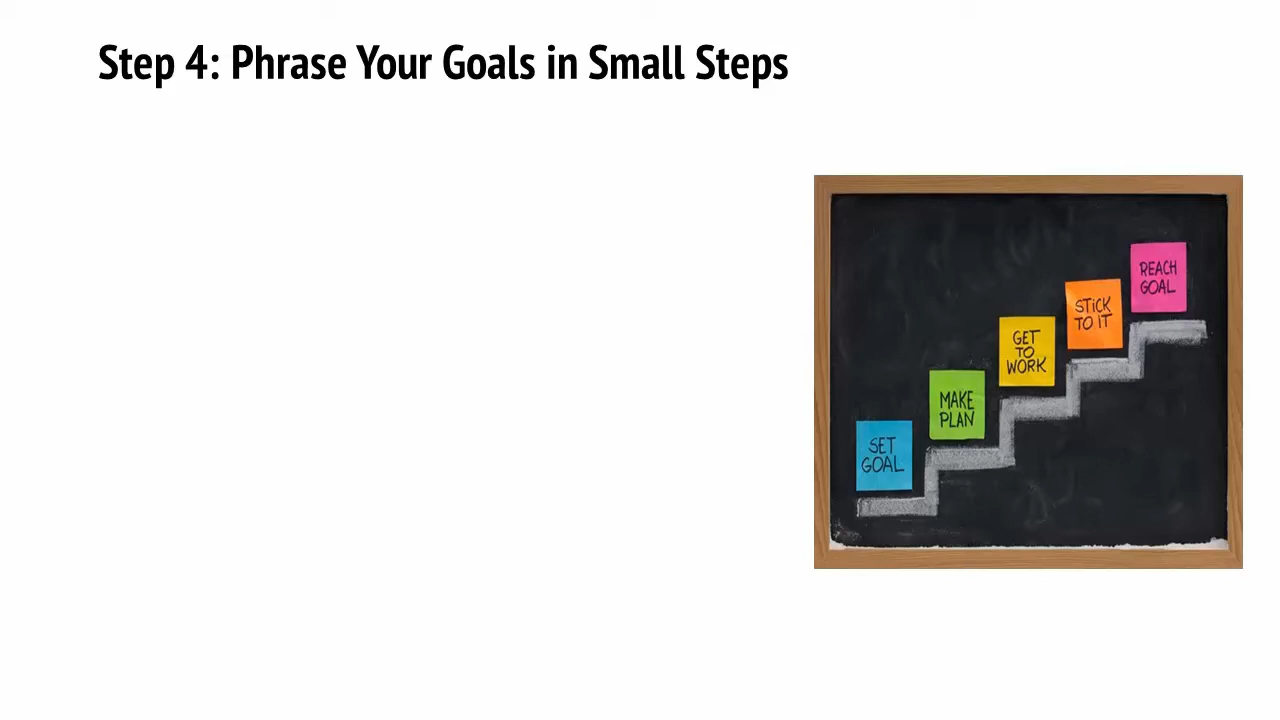 Step 4: Phrase Your Goals in Small Steps
REACH
GOAL
STICK
TO IT
GET
TO
WORK
MAKE
PLAN
SET
GOAL